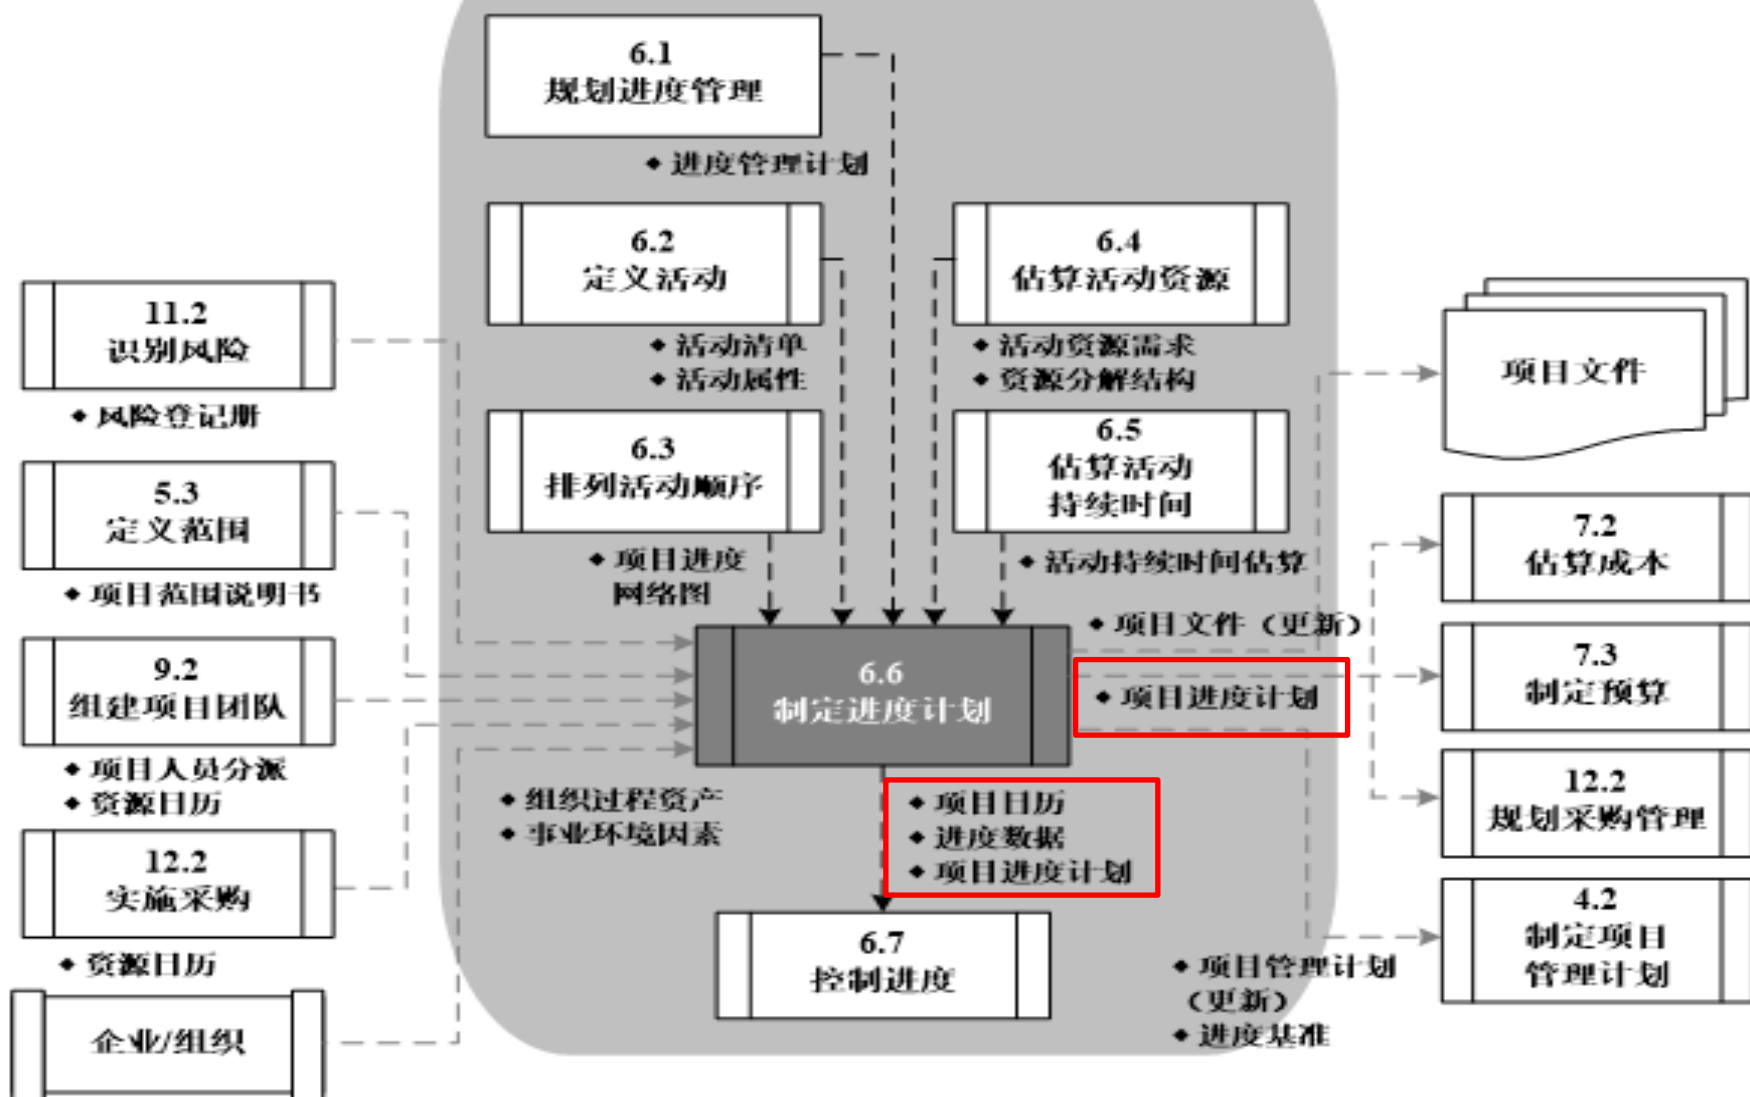 6.1
规划进度管理
◆ 进度管理计划
6.2
定义活动
◆ 活动清单
◆ 活动属性
6.4
估算活动资源
◆ 活动资源需求
◆ 资源分解结构
11.2
识别风险
◆ 风险登记册
6.3
排列活动顺序
◆ 项目进度
网络图
6.5
估算活动
持续时间
◆ 活动持续时间估算
项目文件
5.3
定义范围
◆ 项目范围说明书
7.2
估算成本
9.2
组建项目团队
◆ 项目人员分派
◆ 资源日历
6.6
制定进度计划
◆ 项目文件（更新）
◆ 项目进度计划
7.3
制定预算
◆ 组织过程资产
◆ 事业环境因素
◆ 项目日历
◆ 进度数据
◆ 项目进度计划
12.2
规划采购管理
12.2
实施采购
◆ 资源日历
6.7
控制进度
◆ 项目管理计划
（更新）
◆ 进度基准
4.2
制定项目
管理计划
企业/组织